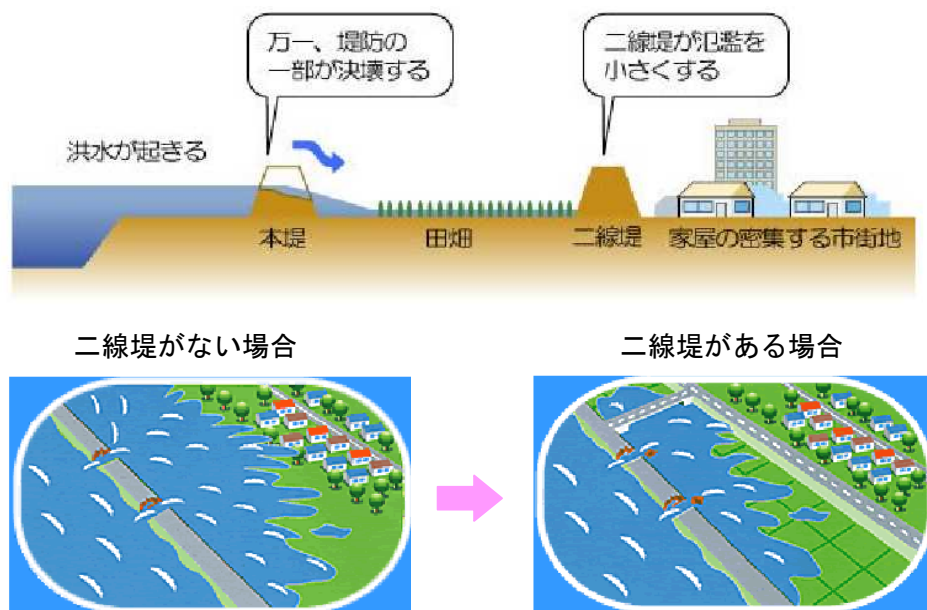 万一、堤防の
一部が決壊する
二線堤が氾濫を
小さくする
洪水が起きる
本堤
田畑
二線堤
家屋の密集する市街地
二線堤がない場合
二線堤がある場合